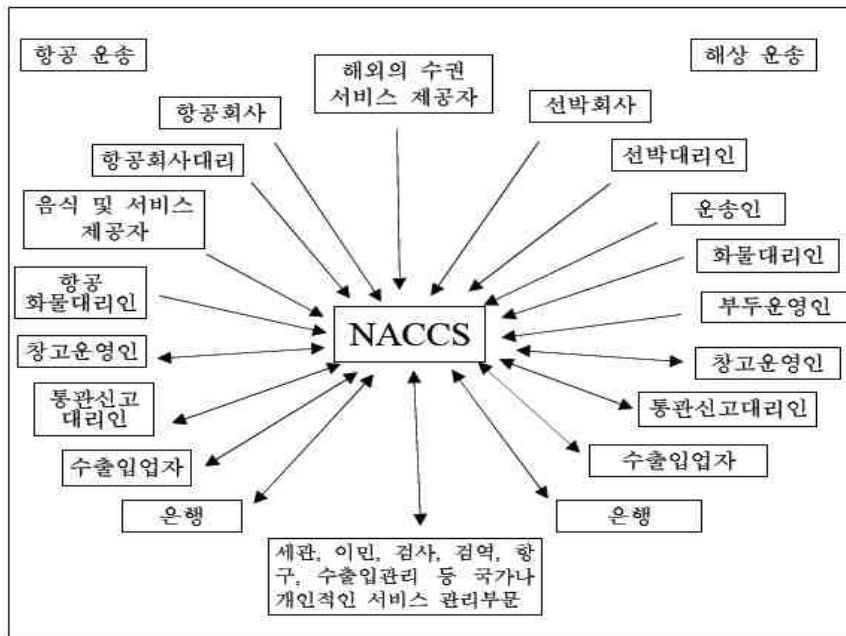 항공 운송
해상 운송
해외의 수권
서비스 제공자
항공회사
선박회사
항공회사대리
선박대리인
음식 및 서비스
제공자
운송인
화물대리인
항공
화물대리인
부두운영인
NACCS
창고운영인
창고운영인
통관신고
대리인
통관신고대리인
수출입업자
수출입업자
은행
은행
세관, 이민, 검사, 검역, 항
구, 수출입관리 등 국가나
개인적인 서비스 관리부문